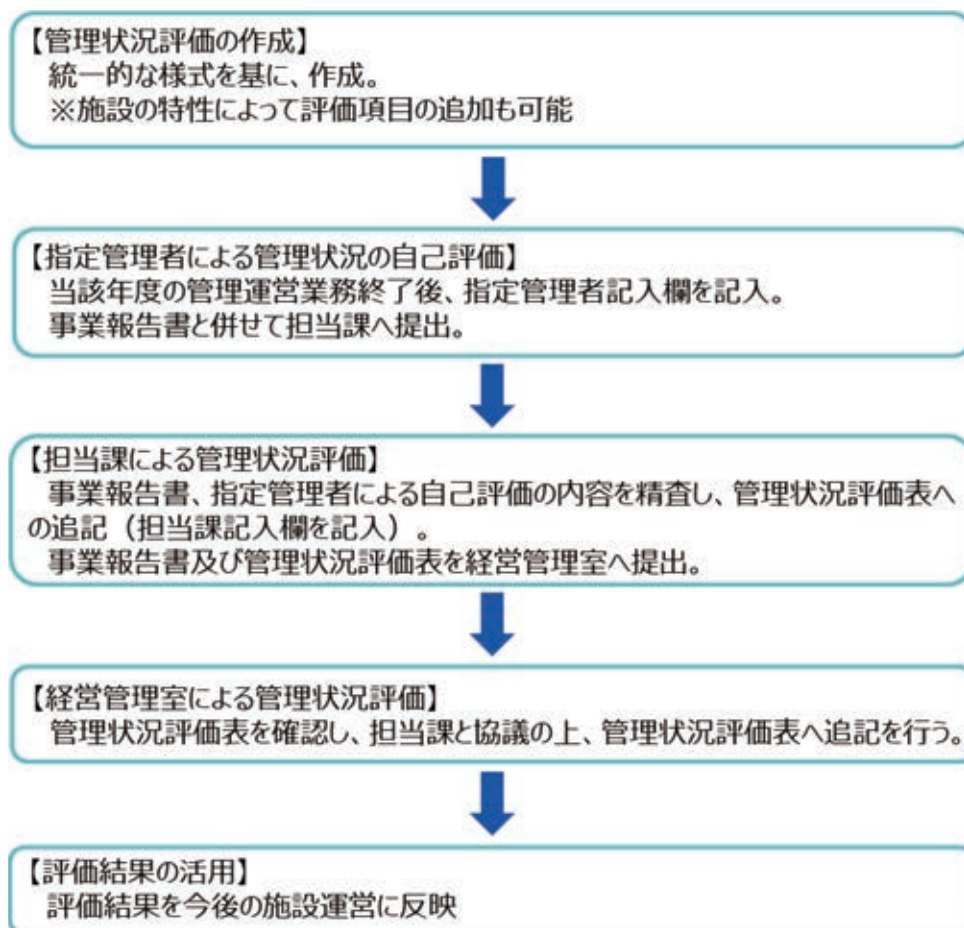 【管理状況評価の作成】
統一的な様式を基に、作成。
※施設の特性によって評価項目の追加も可能
【指定管理者による管理状況の自己評価】
当該年度の管理運営業務終了後、指定管理者記入欄を記入。
事業報告書と併せて担当課へ提出。
【担当課による管理状況評価】
事業報告書、指定管理者による自己評価の内容を精査し、管理状況評価表へ
の追記（担当課記入欄を記入）。
事業報告書及び管理状況評価表を経営管理室へ提出。
【経営管理室による管理状況評価】
管理状況評価表を確認し、担当課と協議の上、管理状況評価表へ追記を行う。
【評価結果の活用】
評価結果を今後の施設運営に反映